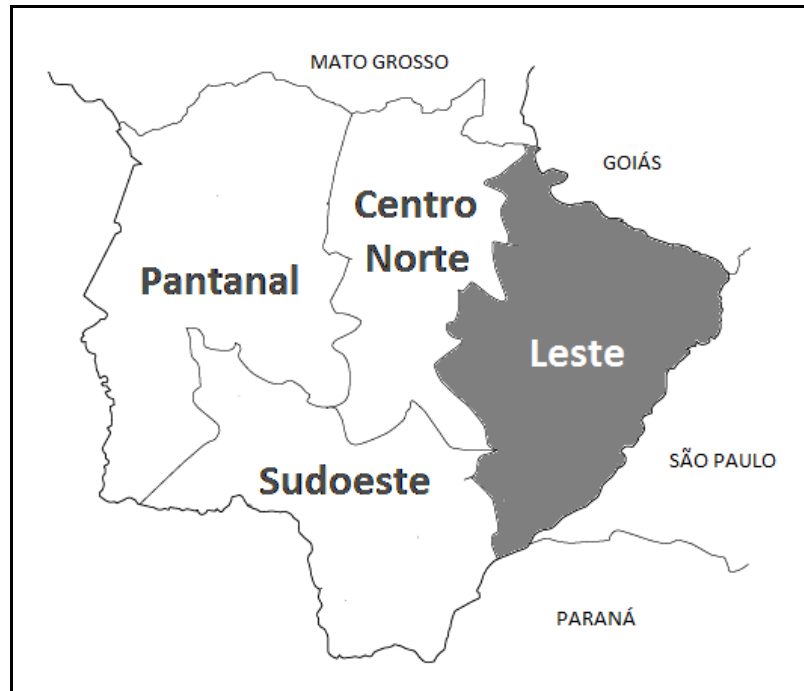 MATO GROSSO
GOIÁS
Centro
Norte
Pantanal
Leste
SÃO PAULO
Sudoeste
PARANÁ